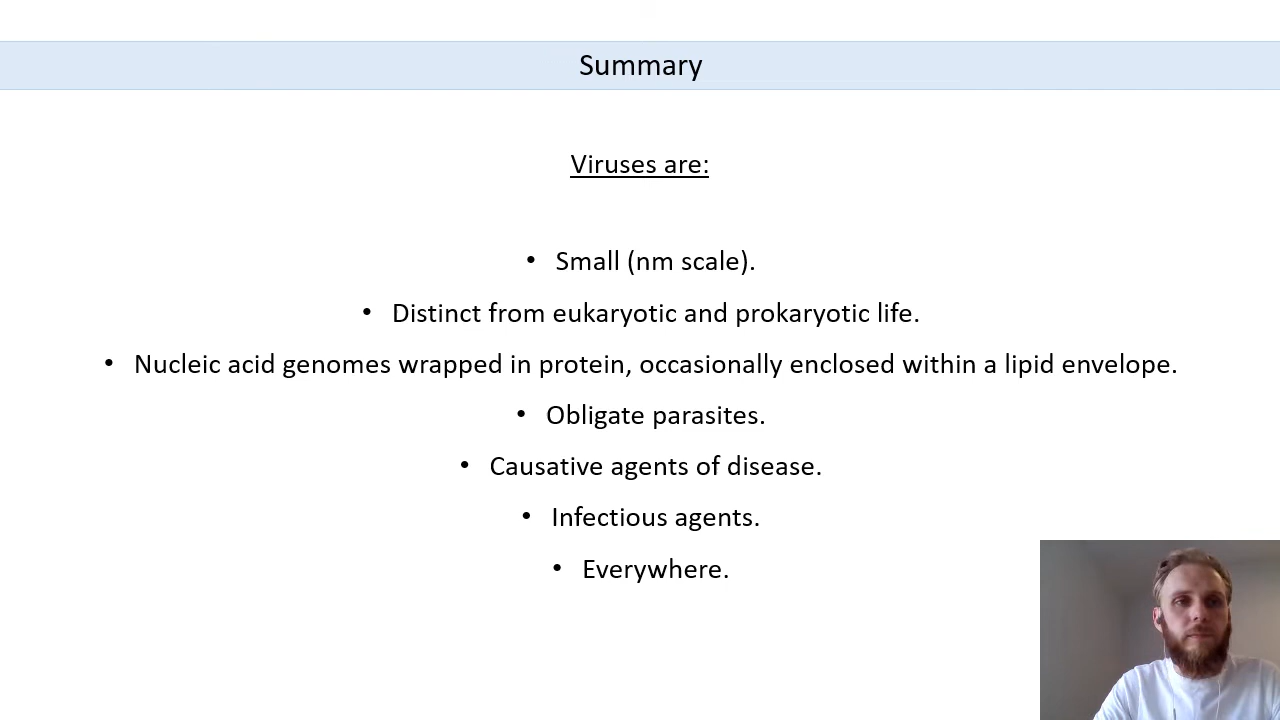 Summary
Viruses are:
• Small (nm scale).
• Distinct from eukaryotic and prokaryotic life.
• Nucleic acid genomes wrapped in protein, occasionally enclosed within a lipid envelope.
• Obligate parasites.
• Causative agents of disease.
• Infectious agents.
• Everywhere.